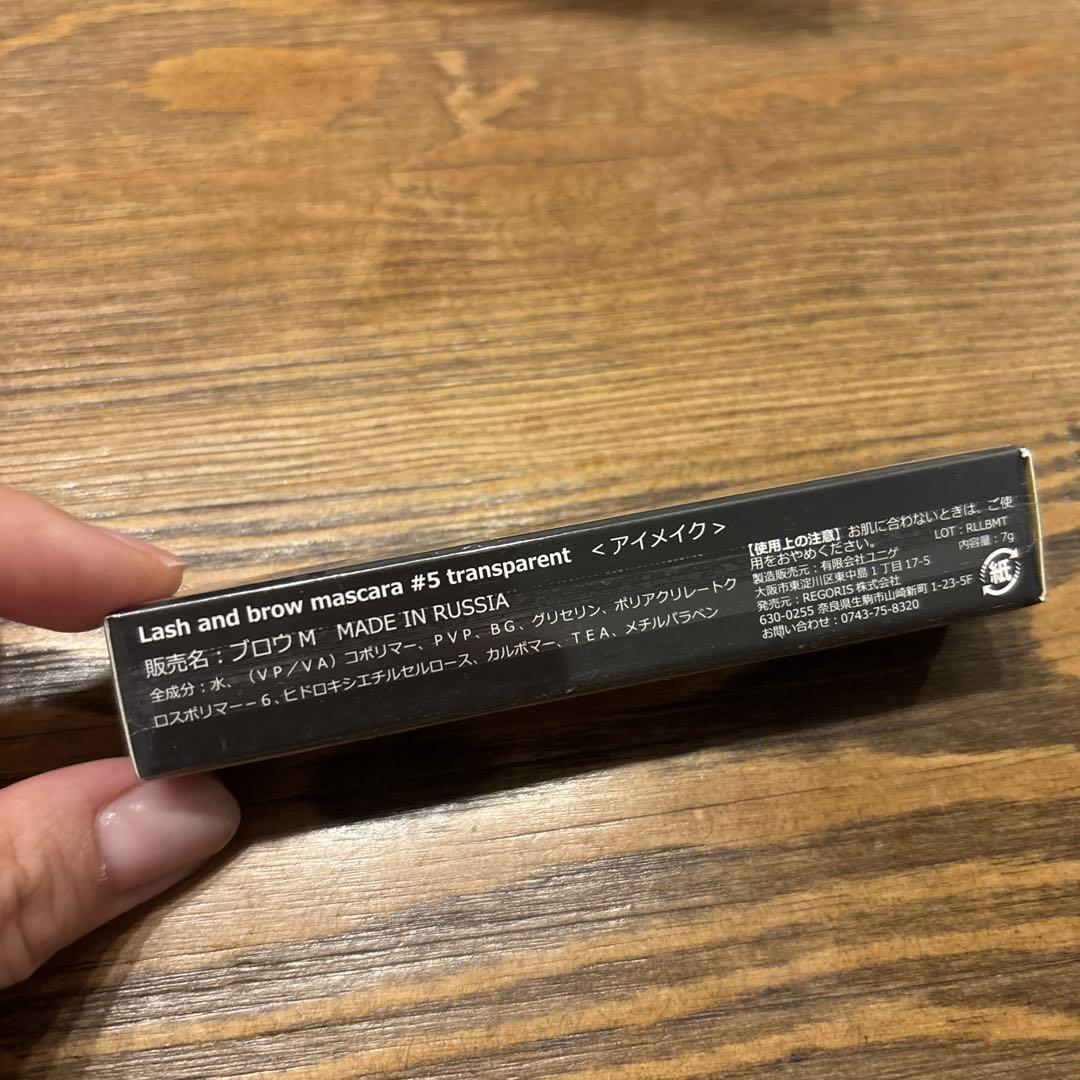 Lash and brow mascara #5 transparent <アイメイク>
販売名：ブロウM MADE IN RUSSIA
全成分：水、（VP／VA）コポリマー、PVP、BG、グリセリン、ポリアクリレートク
ロスポリマー－6、ヒドロキシエチルセルロース、カルボマー、TEA、メチルパラベン
【使用上の注意】お肌に合わないときは、ご使
用をおやめください。 LOT：RLLBMT
製造販売元：有限会社ユニゲ 内容量：7g
大阪市東淀川区東中島1丁目17-5
発売元：REGORIS 株式会社
630-0255 奈良県生駒市山崎新町 1-23-5F
お問い合わせ：0743-75-8320
紙